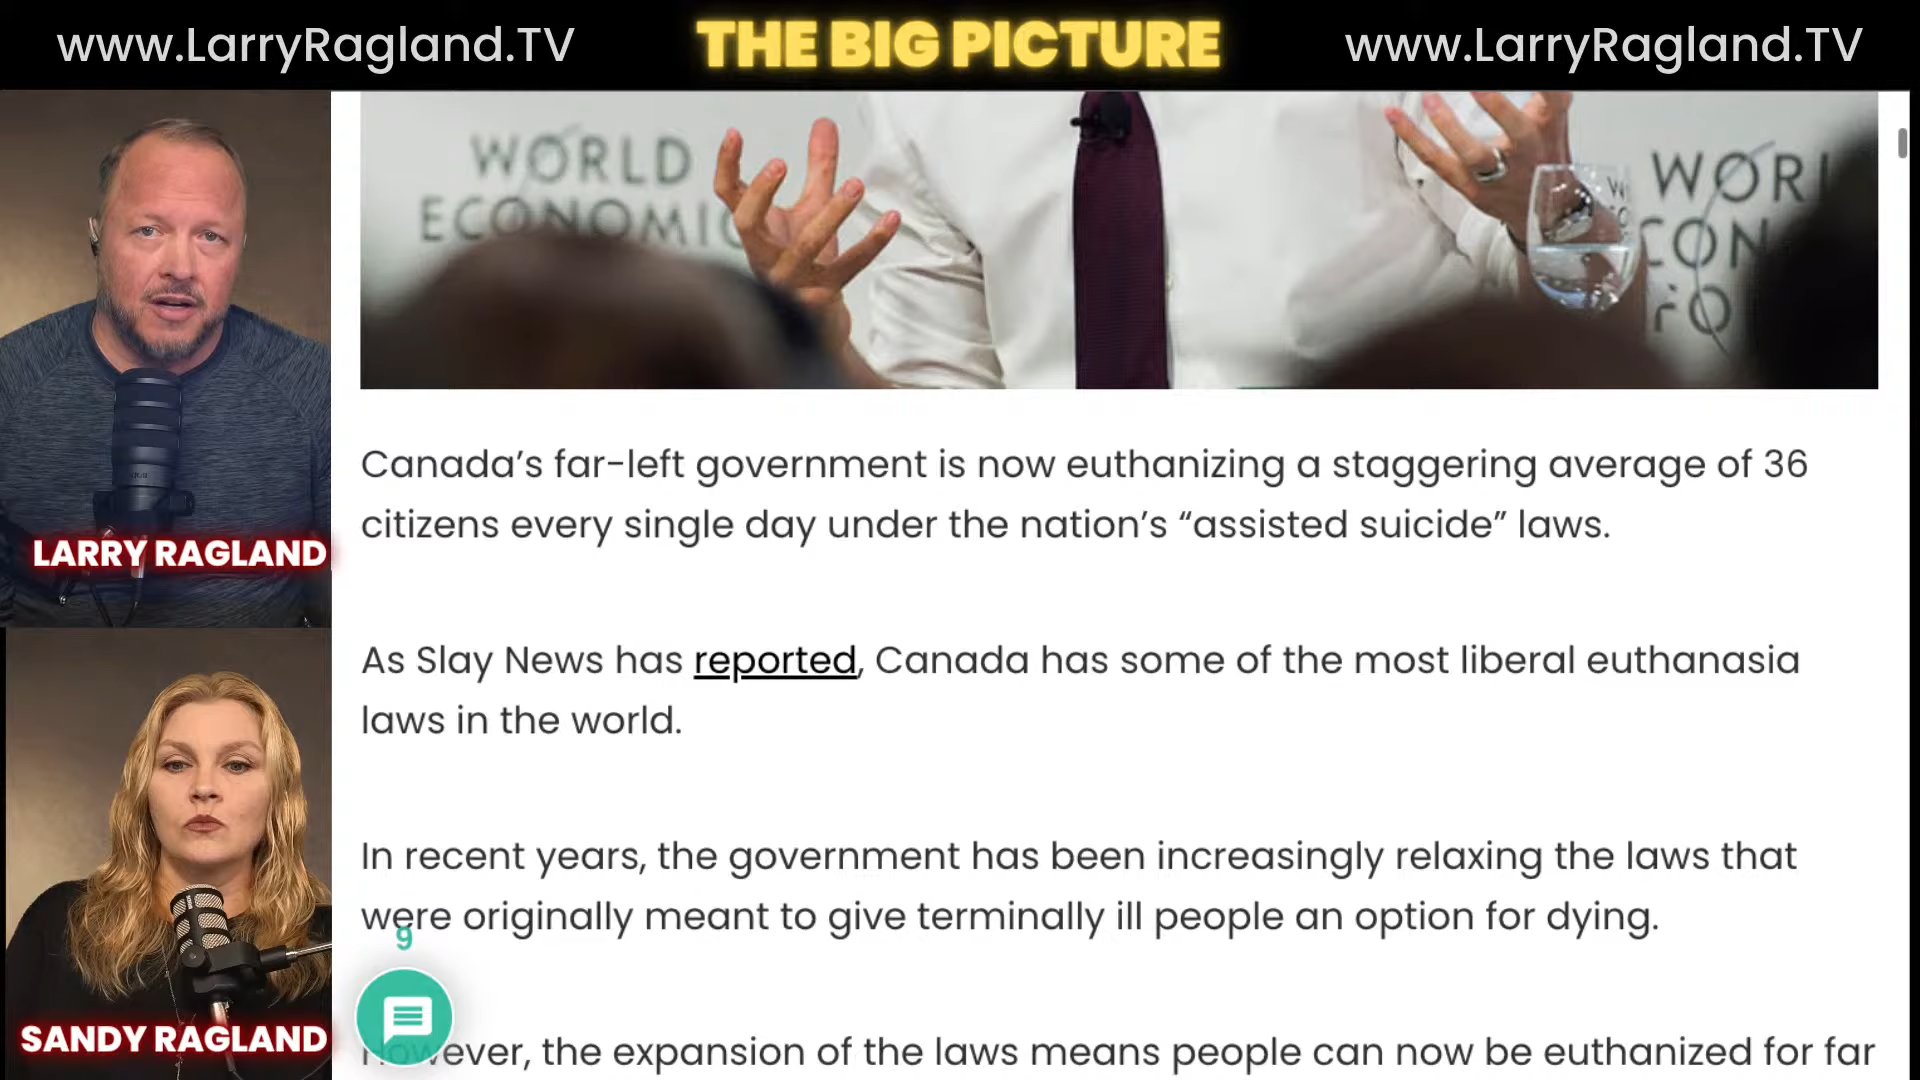 www.LarryRagland.TV
THE BIG PICTURE
www.LarryRagland.TV
WORLD
ECONOMIC
WORL
CON
FO
LARRY RAGLAND
SANDY RAGLAND
Canada’s far-left government is now euthanizing a staggering average of 36
citizens every single day under the nation’s “assisted suicide” laws.
As Slay News has reported, Canada has some of the most liberal euthanasia
laws in the world.
In recent years, the government has been increasingly relaxing the laws that
were originally meant to give terminally ill people an option for dying.
9
However, the expansion of the laws means people can now be euthanized for far